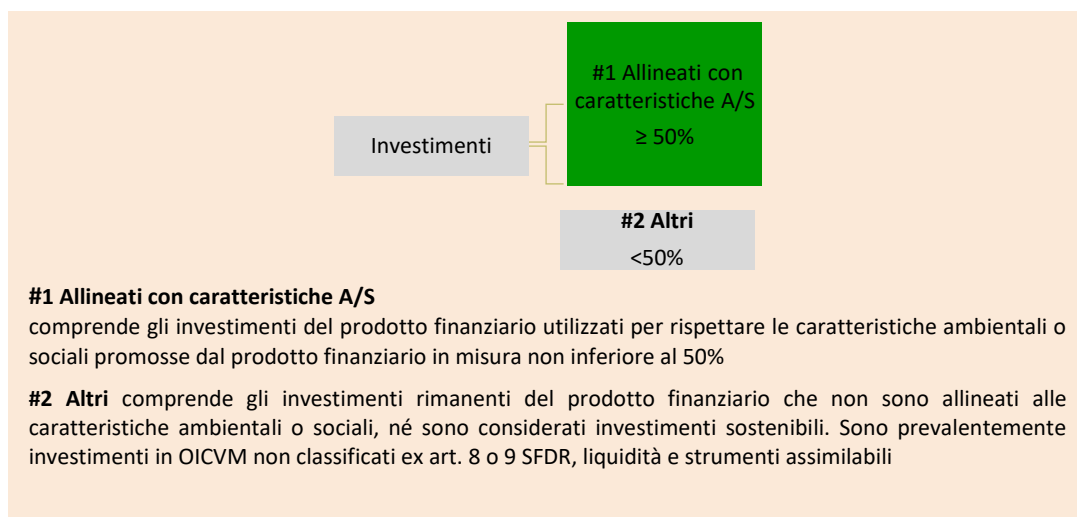 #1 Allineati con
caratteristiche A/S
≥ 50%
Investimenti
#2 Altri
<50%
#1 Allineati con caratteristiche A/S
comprende gli investimenti del prodotto finanziario utilizzati per rispettare le caratteristiche ambientali o
sociali promosse dal prodotto finanziario in misura non inferiore al 50%
#2 Altri comprende gli investimenti rimanenti del prodotto finanziario che non sono allineati alle
caratteristiche ambientali o sociali, né sono considerati investimenti sostenibili. Sono prevalentemente
investimenti in OICVM non classificati ex art. 8 o 9 SFDR, liquidità e strumenti assimilabili